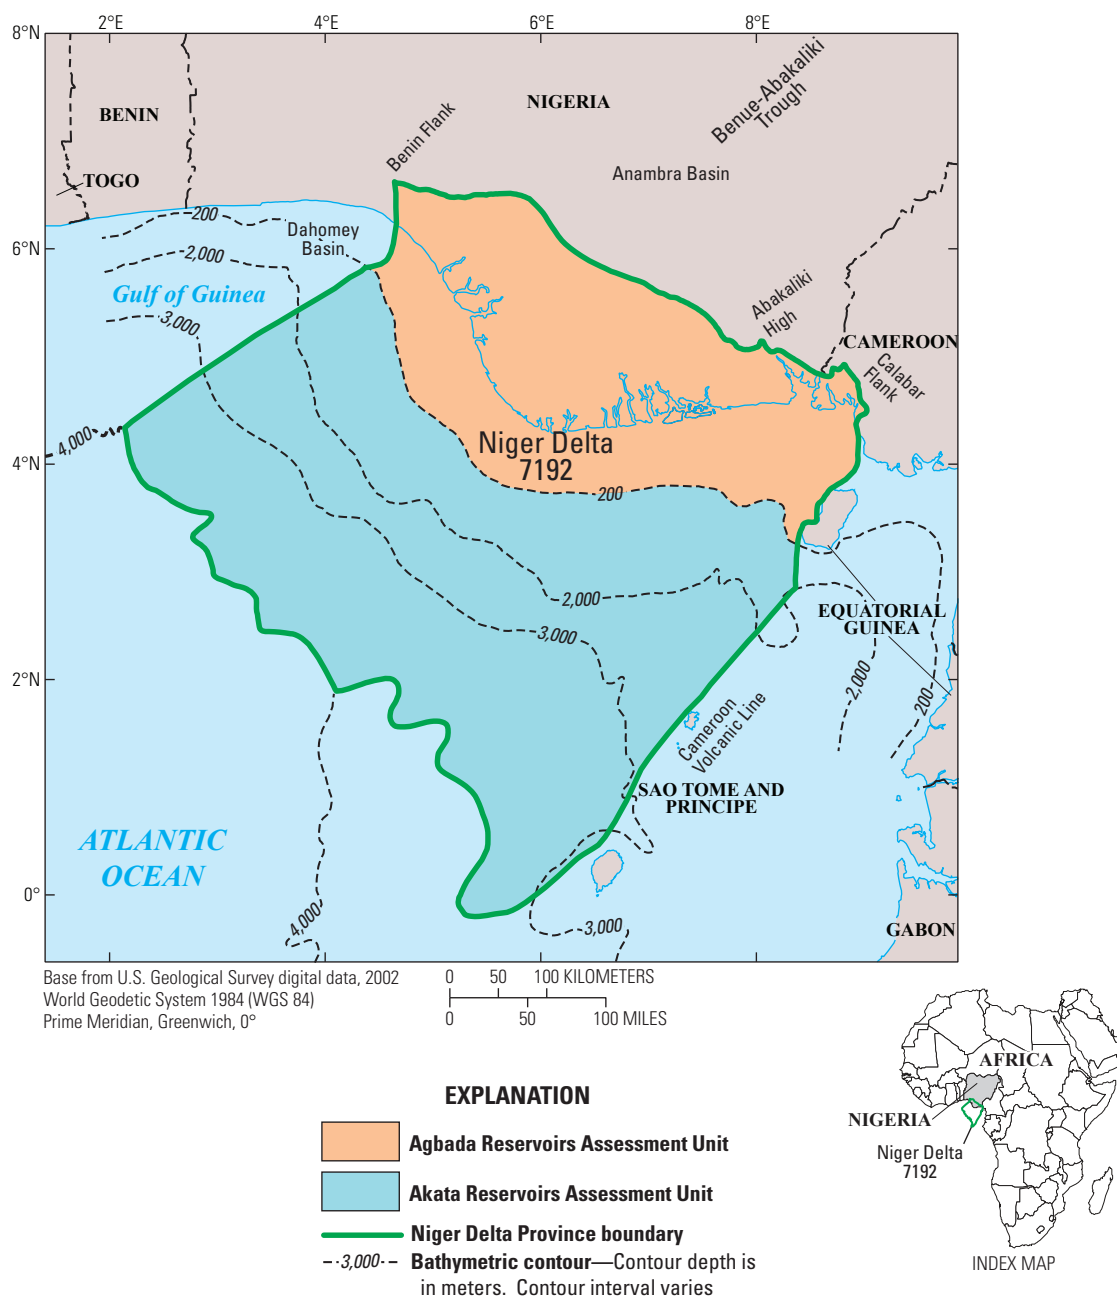 2°E
4°E
6°E
8°E
8°N
6°N
4°N
2°N
0°
BENIN
TOGO
NIGERIA
Benue-Abakaliki
Trough
Benin Flank
Anambra Basin
200
Dahomey
Basin
2,000
Gulf of Guinea
3,000
Abakaliki
High
CAMEROON
Calabar
Flank
4,000
Niger Delta
7192
200
2,000
3,000
EQUATORIAL
GUINEA
2,000
200
Cameroon
Volcanic Line
SAO TOME AND
PRINCIPE
ATLANTIC
OCEAN
4,000
3,000
GABON
Base from U.S. Geological Survey digital data, 2002
World Geodetic System 1984 (WGS 84)
Prime Meridian, Greenwich, 0°
0 50 100 KILOMETERS
0 50 100 MILES
AFRICA
NIGERIA
Niger Delta
7192
INDEX MAP
EXPLANATION
Agbada Reservoirs Assessment Unit
Akata Reservoirs Assessment Unit
Niger Delta Province boundary
3,000 Bathymetric contour—Contour depth is
in meters. Contour interval varies